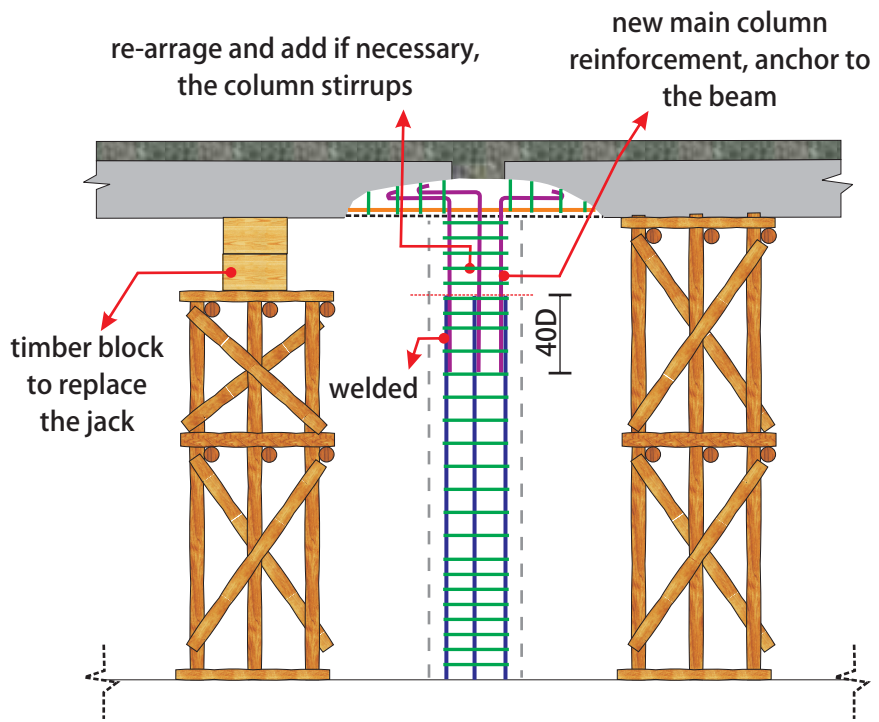 re-arrage and add if necessary,
the column stirrups
new main column
reinforcement, anchor to
the beam
timber block
to replace
the jack
welded
40D